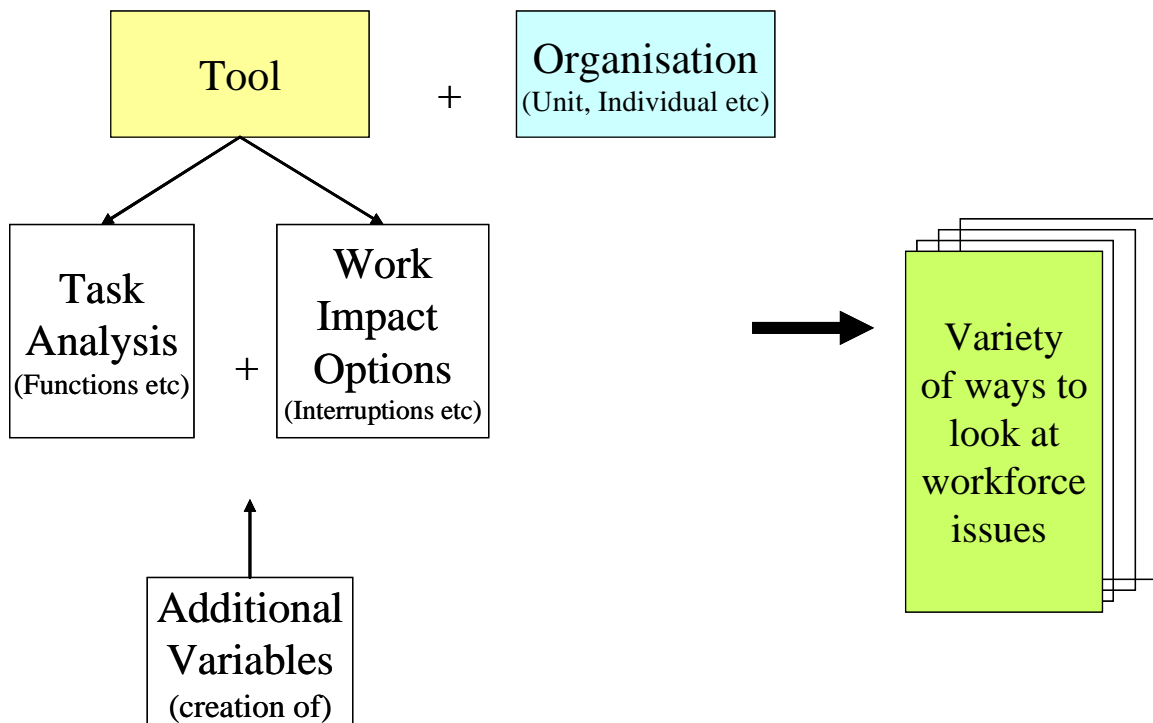 Tool
+
Organisation
(Unit, Individual etc)
Task
Analysis
(Functions etc)
+
Work
Impact
Options
(Interruptions etc)
Variety
of ways to
look at
workforce
issues
Additional
Variables
(creation of)